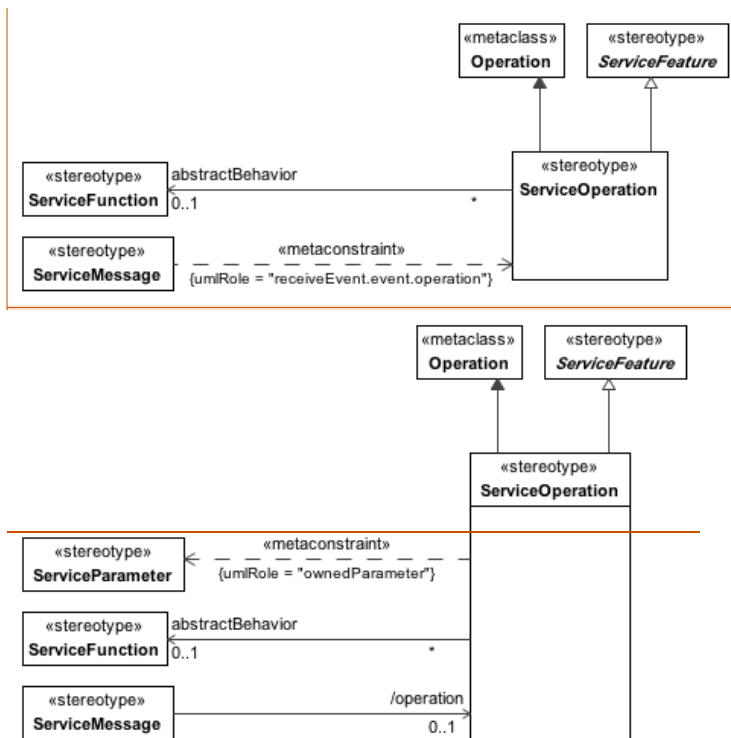 «metaclass»
Operation
«stereotype»
ServiceFeature
«stereotype»
ServiceFunction
abstractBehavior
0..1
*
«stereotype»
ServiceOperation
«stereotype»
ServiceMessage
«metaconstraint»
{umlRole = "receiveEvent.event.operation"}
«metaclass»
Operation
«stereotype»
ServiceFeature
«stereotype»
ServiceOperation
«stereotype»
ServiceParameter
«metaconstraint»
{umlRole = "ownedParameter"}
«stereotype»
ServiceFunction
abstractBehavior
0..1
*
«stereotype»
ServiceMessage
/operation
0..1